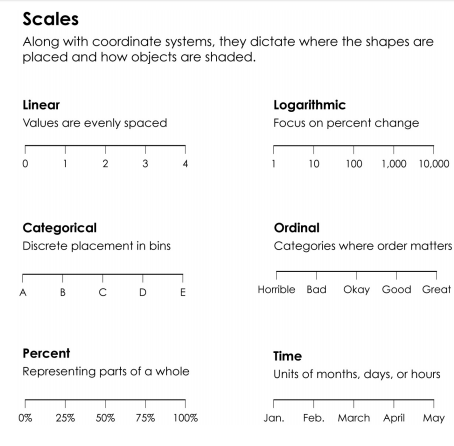 Scales
Along with coordinate systems, they dictate where the shapes are
placed and how objects are shaded.
Linear
Values are evenly spaced
0 1 2 3 4
Logarithmic
Focus on percent change
1 10 100 1,000 10,000
Categorical
Discrete placement in bins
A B C D E
Ordinal
Categories where order matters
Horrible Bad Okay Good Great
Percent
Representing parts of a whole
0% 25% 50% 75% 100%
Time
Units of months, days, or hours
Jan. Feb. March April May